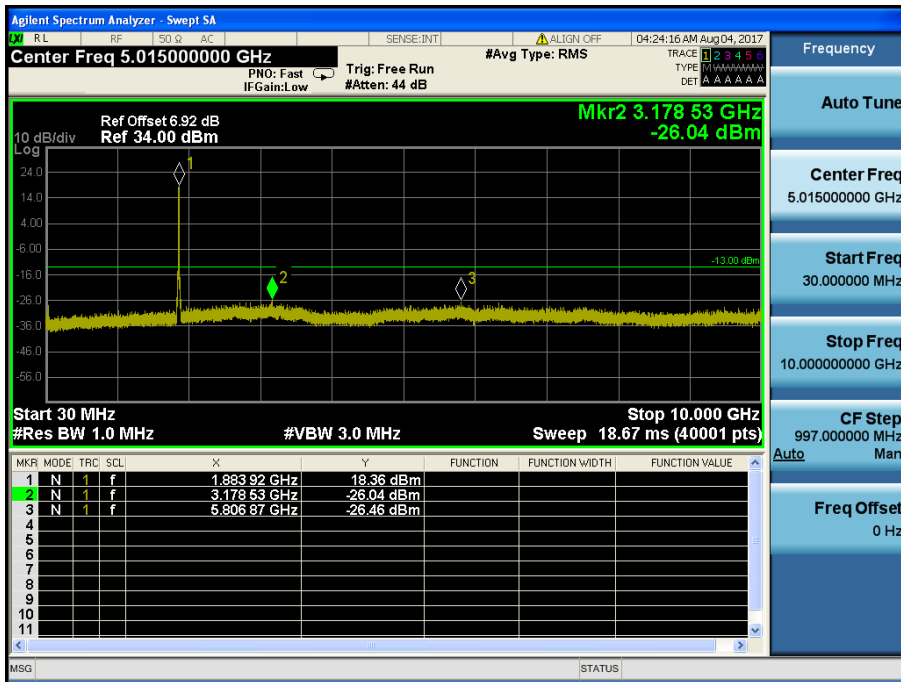 Agilent Spectrum Analyzer - Swept SA
LXI RL RF 50 Ω AC SENSE:INT ALIGN OFF 04:24:16 AM Aug 04, 2017
Center Freq 5.015000000 GHz #Avg Type: RMS TRACE 1 2 3 4 5 6
PNO: Fast Trig: Free Run TYPE M WWWWW
IFGain:Low #Atten: 44 dB DET A A A A A A
Mkr2 3.178 53 GHz
-26.04 dBm
Ref Offset 6.92 dB
10 dB/div Ref 34.00 dBm
Log
24.0
14.0
4.00
-6.00
-16.0
-26.0
-36.0
-46.0
-56.0
1
2
3
-13.00 dBm
Start 30 MHz Stop 10.000 GHz
#Res BW 1.0 MHz #VBW 3.0 MHz Sweep 18.67 ms (40001 pts)
MKR MODE TRC SCL X Y FUNCTION FUNCTION WIDTH FUNCTION VALUE
1 N 1 f 1.883 92 GHz 18.36 dBm
2 N 1 f 3.178 53 GHz -26.04 dBm
3 N 1 f 5.806 87 GHz -26.46 dBm
4
5
6
7
8
9
10
11
MSG STATUS
Frequency
Auto Tune
Center Freq
5.015000000 GHz
Start Freq
30.000000 MHz
Stop Freq
10.000000000 GHz
CF Step
997.000000 MHz
Auto Man
Freq Offset
0 Hz